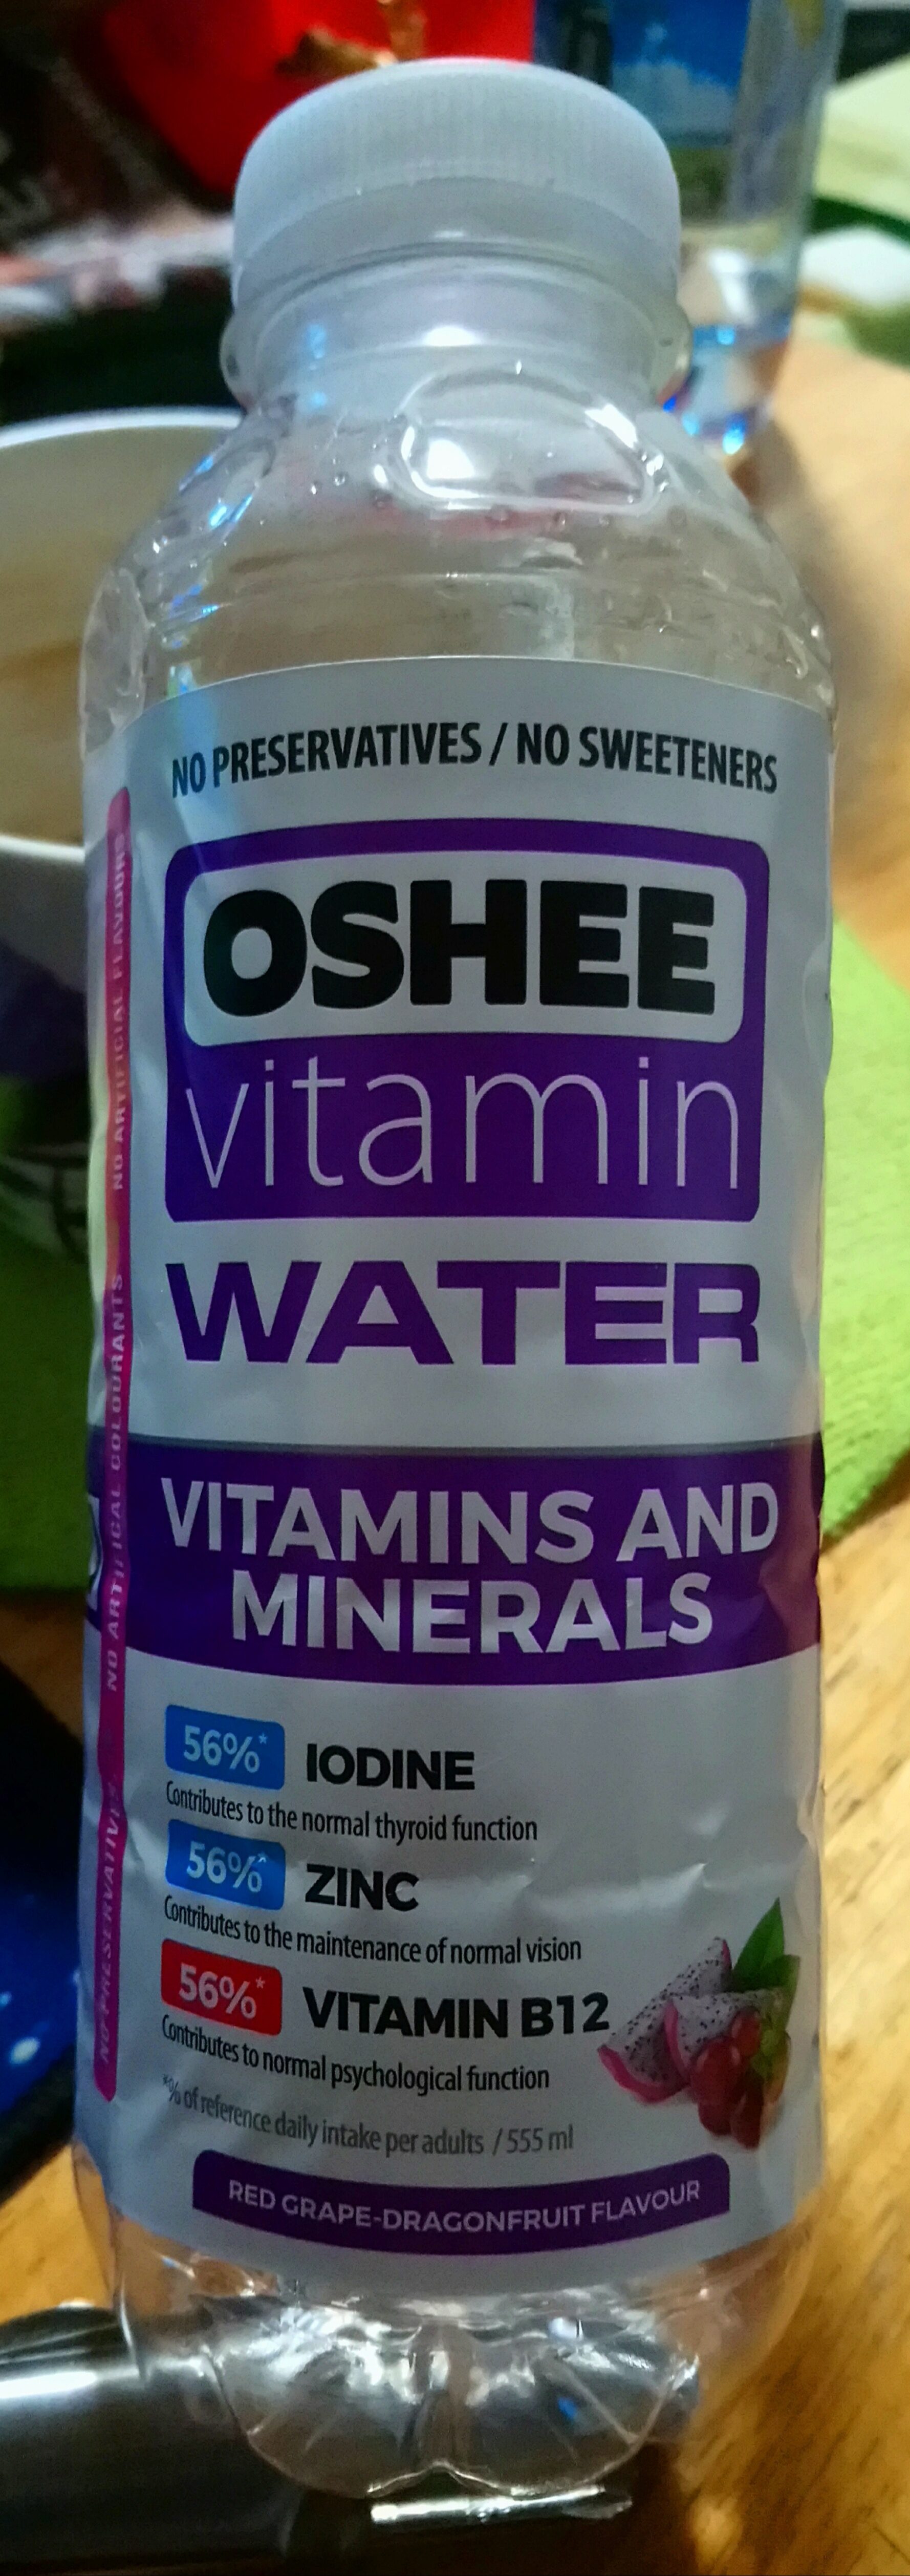 NO PRESERVATIVES / NO SWEETENERS
OSHEE
vitamin
WATER
VITAMINS AND
MINERALS
56%* IODINE
Contributes to the normal thyroid function
56%* ZINC
Contributes to the maintenance of normal vision
56%* VITAMIN B12
Contributes to normal psychological function
*% of reference daily intake per adults / 555 ml
RED GRAPE-DRAGONFRUIT FLAVOUR
NO PRESERVATIVES NO ARTIFICAL COLOURANTS NO ARTIFICIAL FLAVOURS